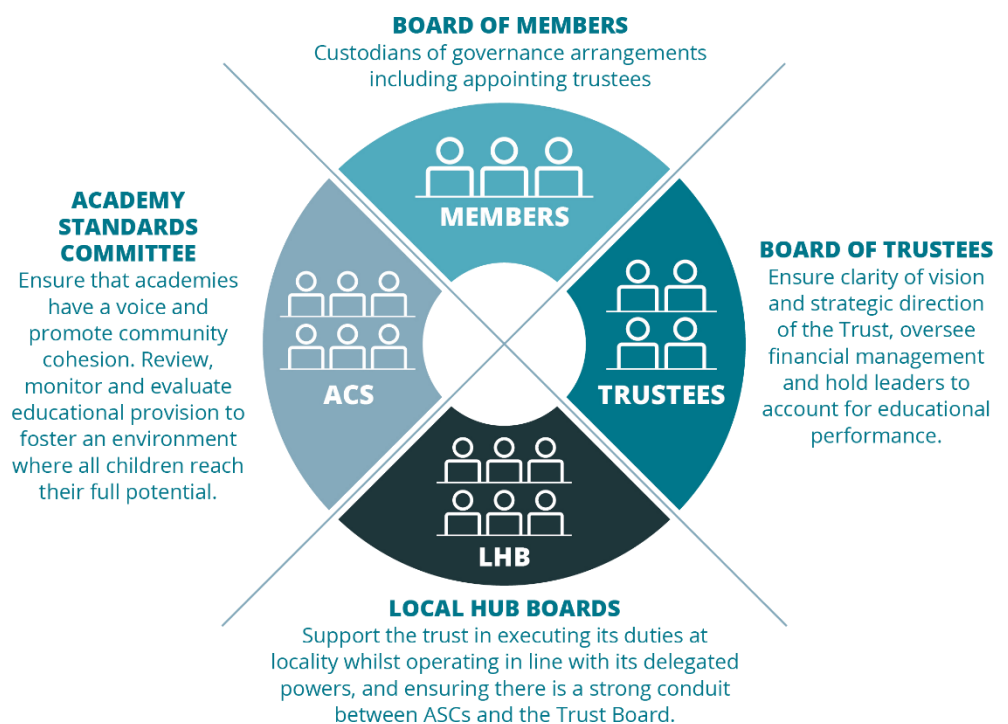 BOARD OF MEMBERS
Custodians of governance arrangements
including appointing trustees
MEMBERS
ACADEMY
STANDARDS
COMMITTEE
Ensure that academies
have a voice and
promote community
cohesion. Review,
monitor and evaluate
educational provision to
foster an environment
where all children reach
their full potential.
ACS
BOARD OF TRUSTEES
Ensure clarity of vision
and strategic direction
of the Trust, oversee
financial management
and hold leaders to
account for educational
performance.
TRUSTEES
LHB
LOCAL HUB BOARDS
Support the trust in executing its duties at
locality whilst operating in line with its delegated
powers, and ensuring there is a strong conduit
between ASCs and the Trust Board.